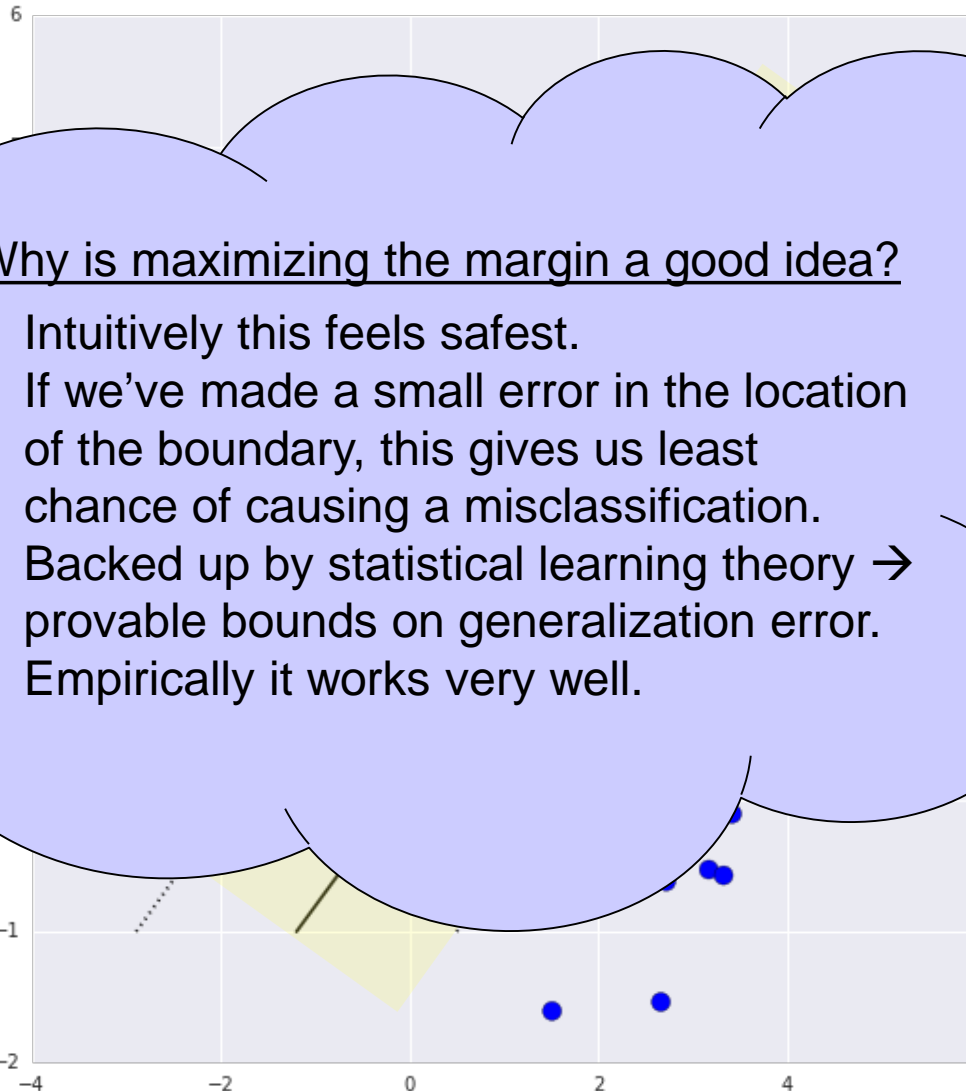 6
Why is maximizing the margin a good idea?
Intuitively this feels safest.
If we’ve made a small error in the location
of the boundary, this gives us least
chance of causing a misclassification.
Backed up by statistical learning theory →
provable bounds on generalization error.
Empirically it works very well.
−1
−2
−4 −2 0 2 4